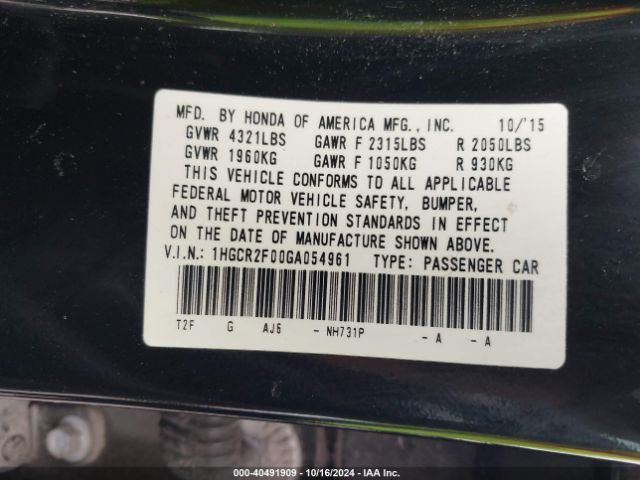 MFD. BY HONDA OF AMERICA MFG., INC. 10/'15
GVWR 4321LBS GAWR F 2315LBS R 2050LBS
GVWR 1960KG GAWR F 1050KG R 930KG
THIS VEHICLE CONFORMS TO ALL APPLICABLE
FEDERAL MOTOR VEHICLE SAFETY, BUMPER,
AND THEFT PREVENTION STANDARDS IN EFFECT
ON THE DATE OF MANUFACTURE SHOWN ABOVE.
V.I.N.: 1HGCR2F00GA054961 TYPE: PASSENGER CAR
T2F G AJ6 - NH731P - A - A
000-40491909 - 10/16/2024 - IAA Inc.